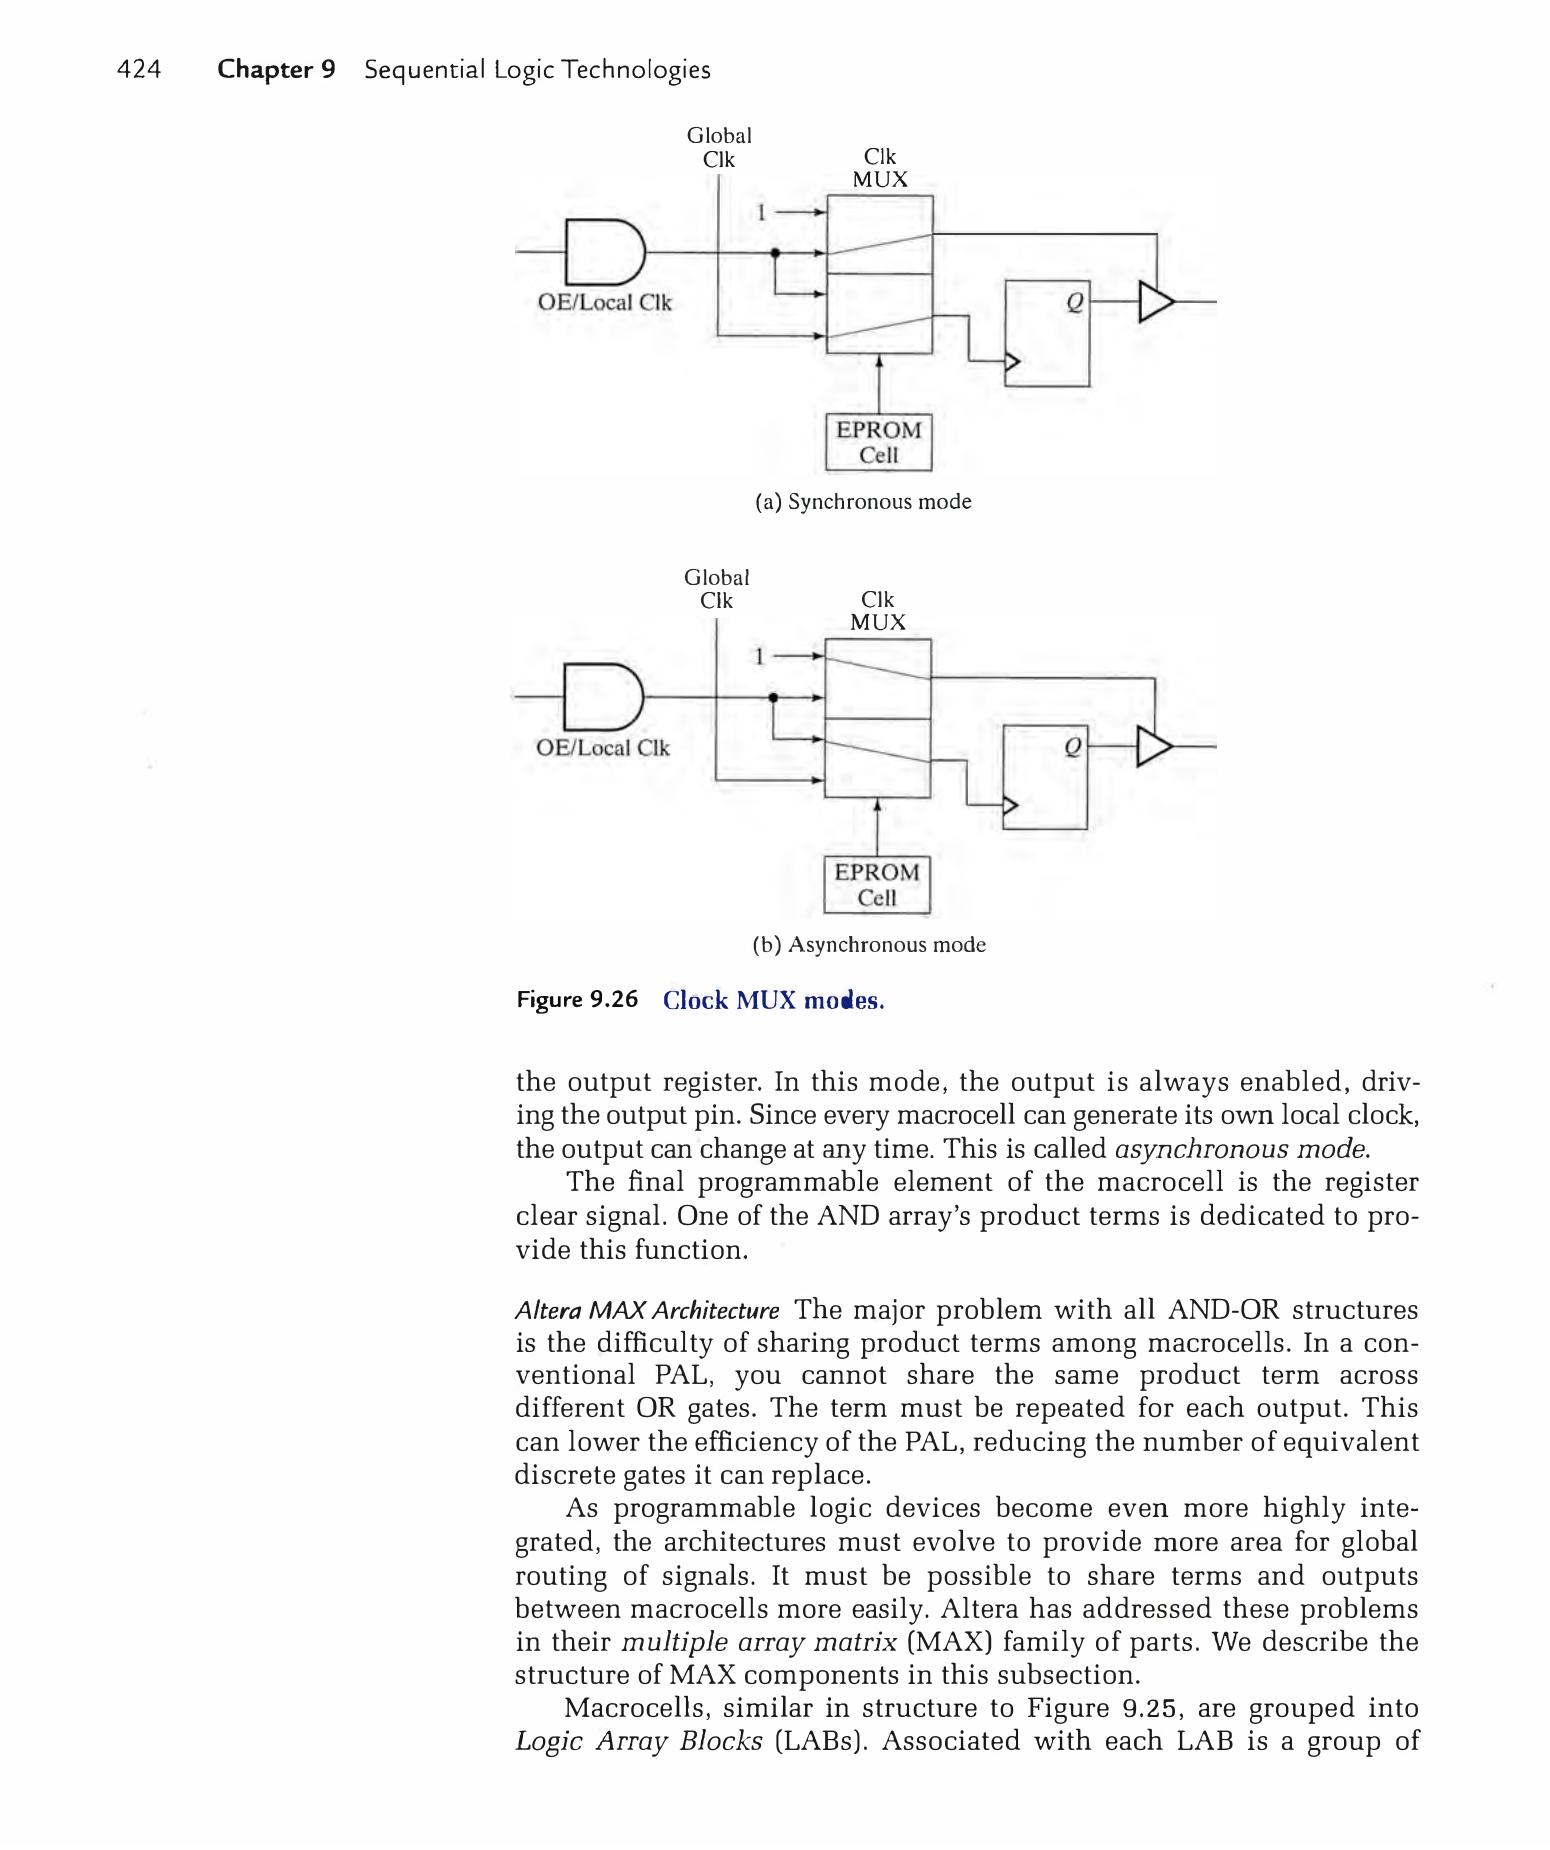 424 Chapter 9 Sequential Logic Technologies
Global
Clk
Clk
MUX
1
OE/Local Clk
Q
EPROM
Cell
(a) Synchronous mode
Global
Clk
Clk
MUX
1
OE/Local Clk
Q
EPROM
Cell
(b) Asynchronous mode
Figure 9.26 Clock MUX modes.
the output register. In this mode, the output is always enabled, driv-
ing the output pin. Since every macrocell can generate its own local clock,
the output can change at any time. This is called asynchronous mode.
The final programmable element of the macrocell is the register
clear signal. One of the AND array's product terms is dedicated to pro-
vide this function.
Altera MAX Architecture The major problem with all AND-OR structures
is the difficulty of sharing product terms among macrocells. In a con-
ventional PAL, you cannot share the same product term across
different OR gates. The term must be repeated for each output. This
can lower the efficiency of the PAL, reducing the number of equivalent
discrete gates it can replace.
As programmable logic devices become even more highly inte-
grated, the architectures must evolve to provide more area for global
routing of signals. It must be possible to share terms and outputs
between macrocells more easily. Altera has addressed these problems
in their multiple array matrix (MAX) family of parts. We describe the
structure of MAX components in this subsection.
Macrocells, similar in structure to Figure 9.25, are grouped into
Logic Array Blocks (LABs). Associated with each LAB is a group of